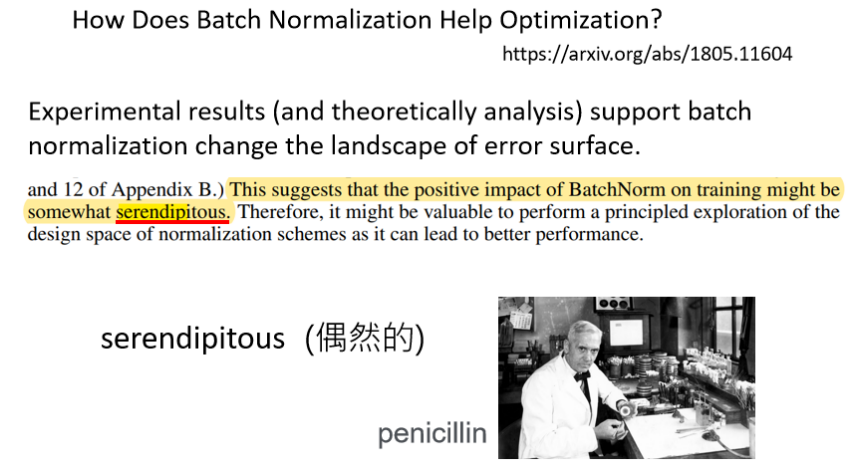 How Does Batch Normalization Help Optimization?
https://arxiv.org/abs/1805.11604
Experimental results (and theoretically analysis) support batch
normalization change the landscape of error surface.
and 12 of Appendix B.) This suggests that the positive impact of BatchNorm on training might be
somewhat serendipitous. Therefore, it might be valuable to perform a principled exploration of the
design space of normalization schemes as it can lead to better performance.
serendipitous (偶然的)
penicillin